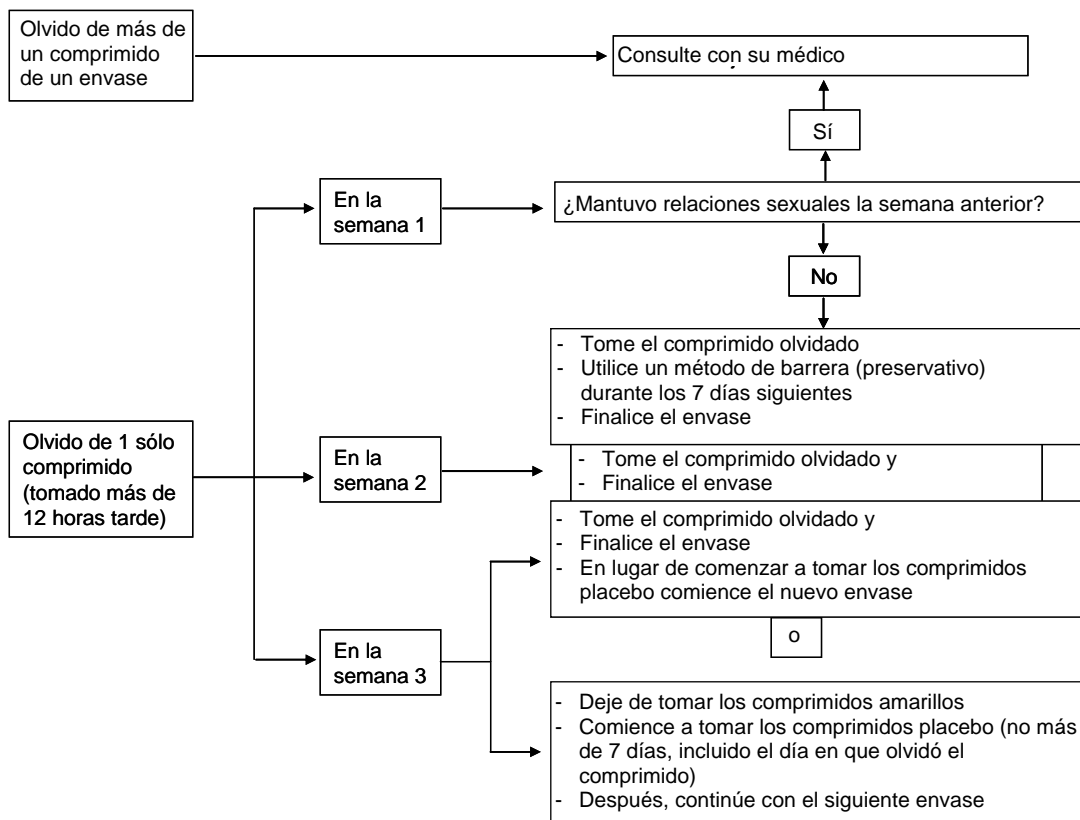 Olvido de más de
un comprimido
de un envase
Consulte con su médico
Sí
En la
semana 1
¿Mantuvo relaciones sexuales la semana anterior?
No
- Tome el comprimido olvidado
- Utilice un método de barrera (preservativo)
durante los 7 días siguientes
- Finalice el envase
Olvido de 1 sólo
comprimido
(tomado más de
12 horas tarde)
En la
semana 2
- Tome el comprimido olvidado y
- Finalice el envase
- Tome el comprimido olvidado y
- Finalice el envase
- En lugar de comenzar a tomar los comprimidos
placebo comience el nuevo envase
o
En la
semana 3
- Deje de tomar los comprimidos amarillos
- Comience a tomar los comprimidos placebo (no más
de 7 días, incluido el día en que olvidó el
comprimido)
- Después, continúe con el siguiente envase